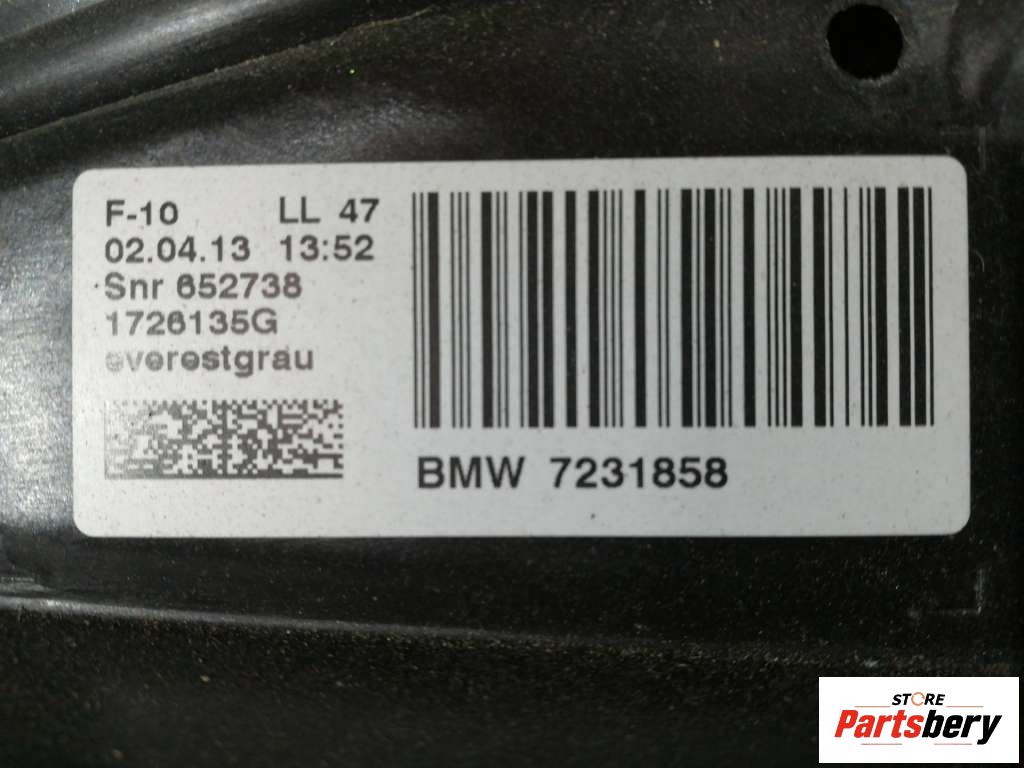 F-10 LL 47
02.04.13 13:52
Snr 652738
1726135G
everestgrau
BMW 7231858
STORE
Partsbery